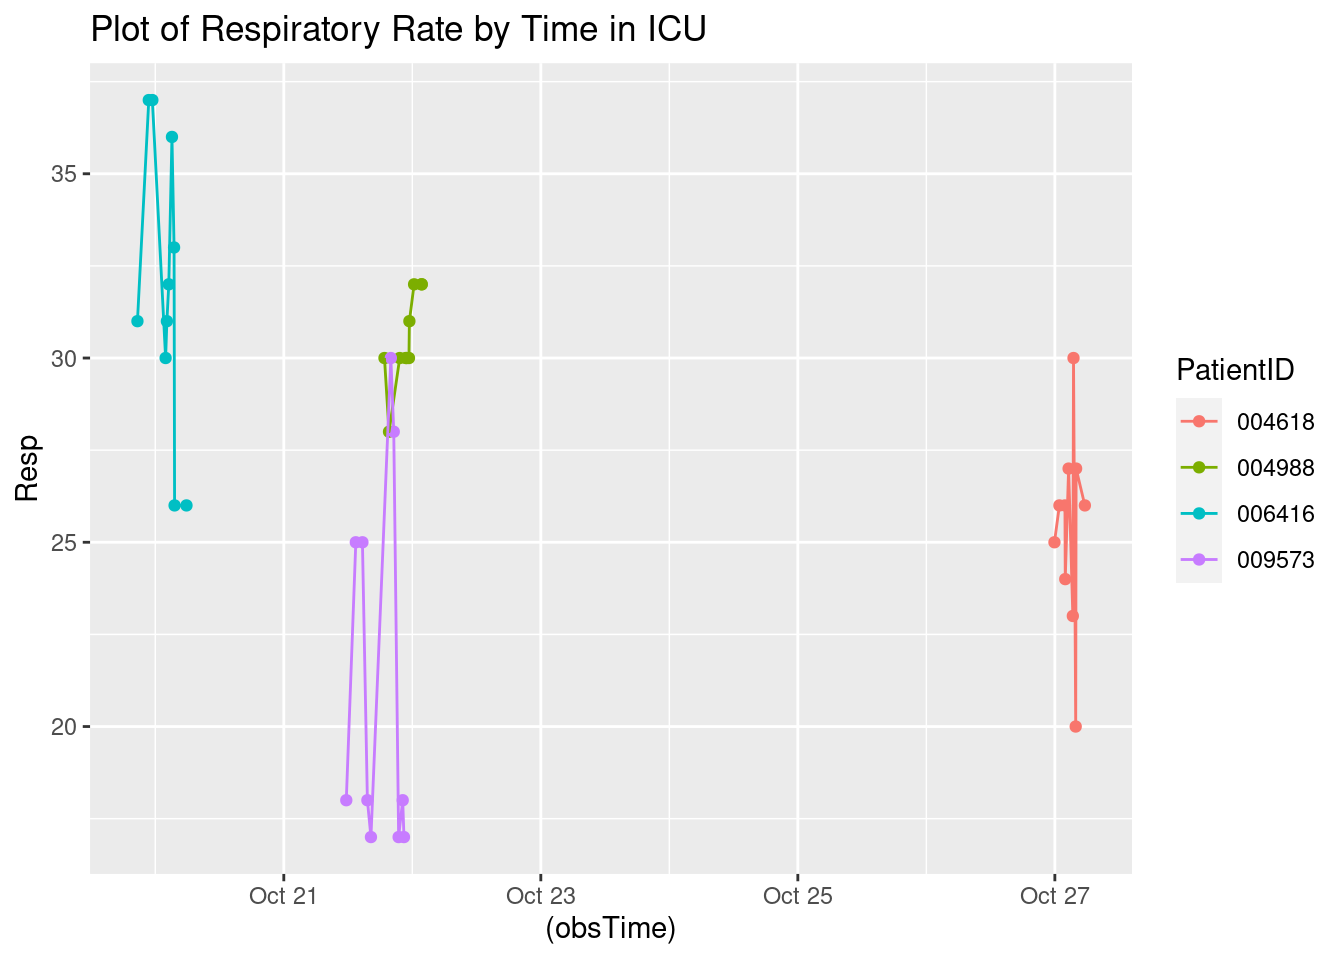 Plot of Respiratory Rate by Time in ICU
Resp
35
30
25
20
Oct 21
Oct 23
Oct 25
Oct 27
(obsTime)
PatientID
004618
004988
006416
009573